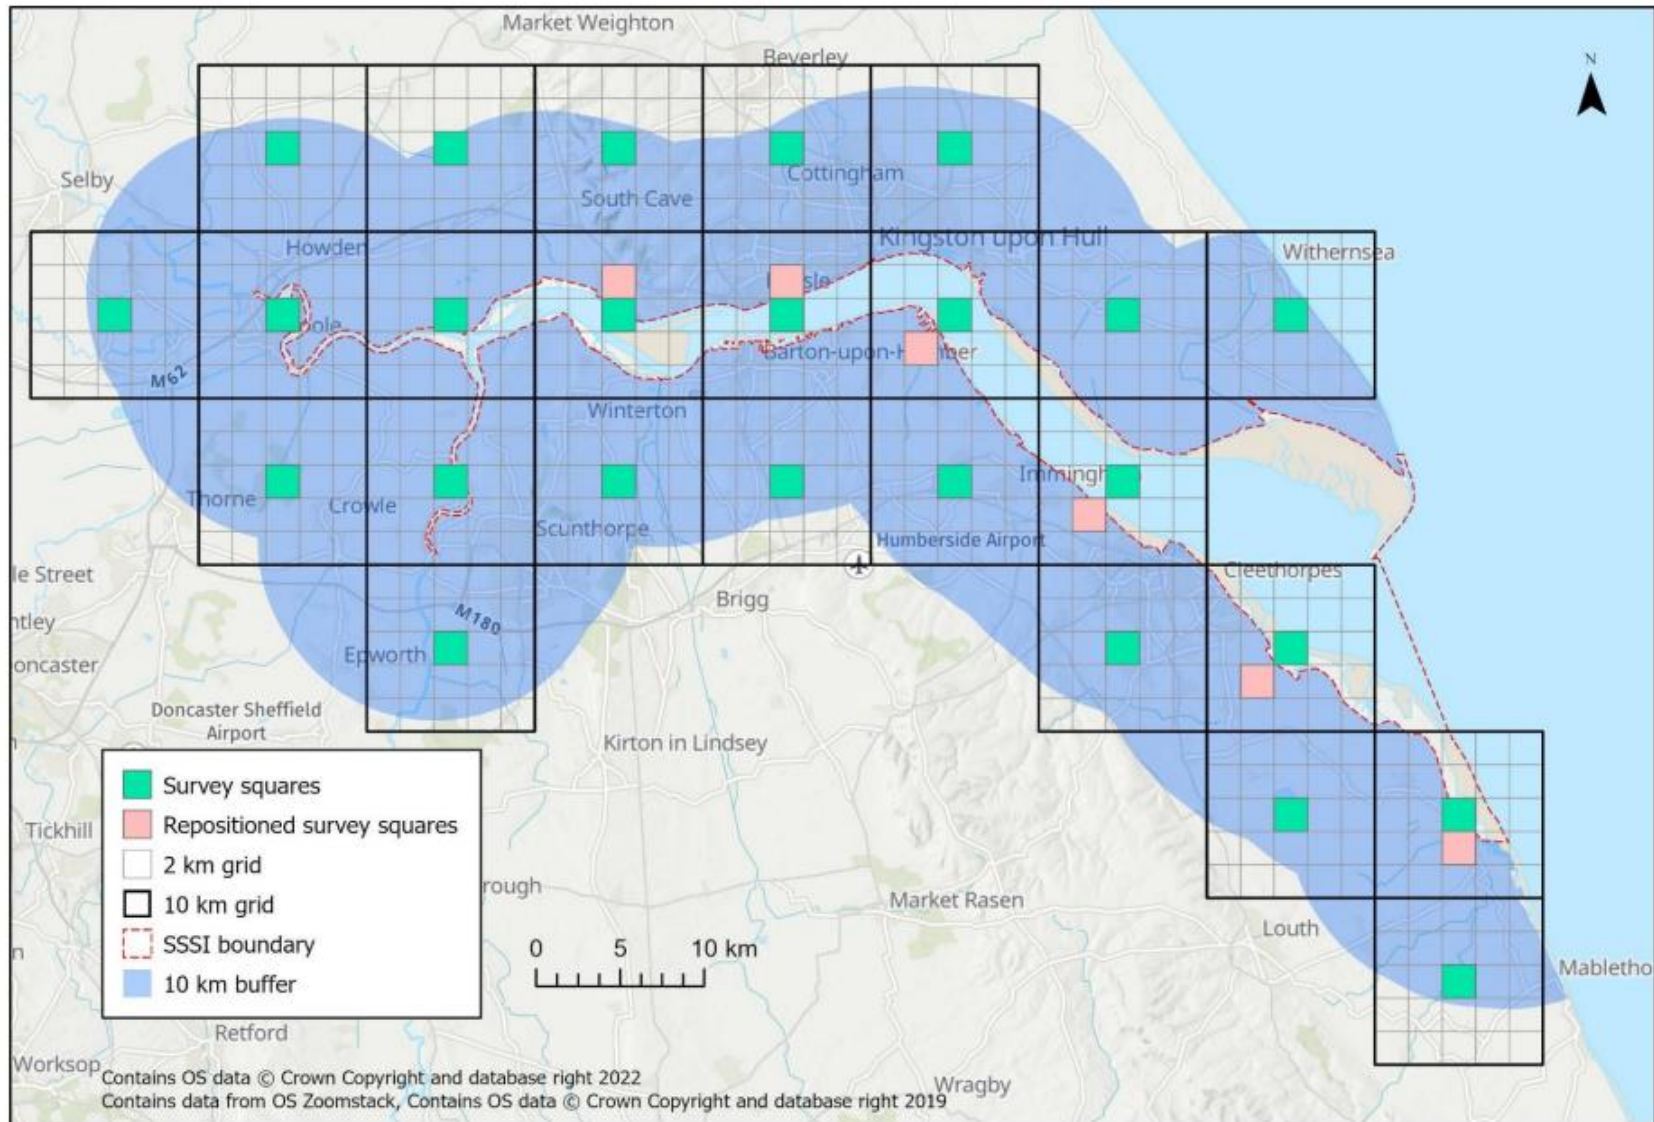 Market Weighton
Beverley
N
Selby
Cottingham
South Cave
Kingston upon Hull
Howden
Withernsea
sle
ole
Barton-upon-H mber
M62
Winterton
Immingh
Thorne
Crowle
Scunthorpe
Humberside Airport
le Street
Cleethorpes
Brigg
ntley
M180
Epworth
oncaster
Doncaster Sheffield
Airport
Kirton in Lindsey
Survey squares
Repositioned survey squares
Tickhill
2 km grid
rough
10 km grid
Market Rasen
SSSI boundary
Louth
0 5 10 km
n
10 km buffer
Mabletho
Retford
Worksop
Wragby
Contains OS data © Crown Copyright and database right 2022
Contains data from OS Zoomstack, Contains OS data © Crown Copyright and database right 2019